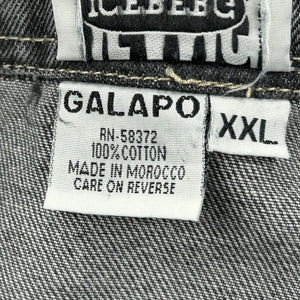 ICEBERG
GALAPO
XXL
RN-58372
100% COTTON
MADE IN MOROCCO
CARE ON REVERSE